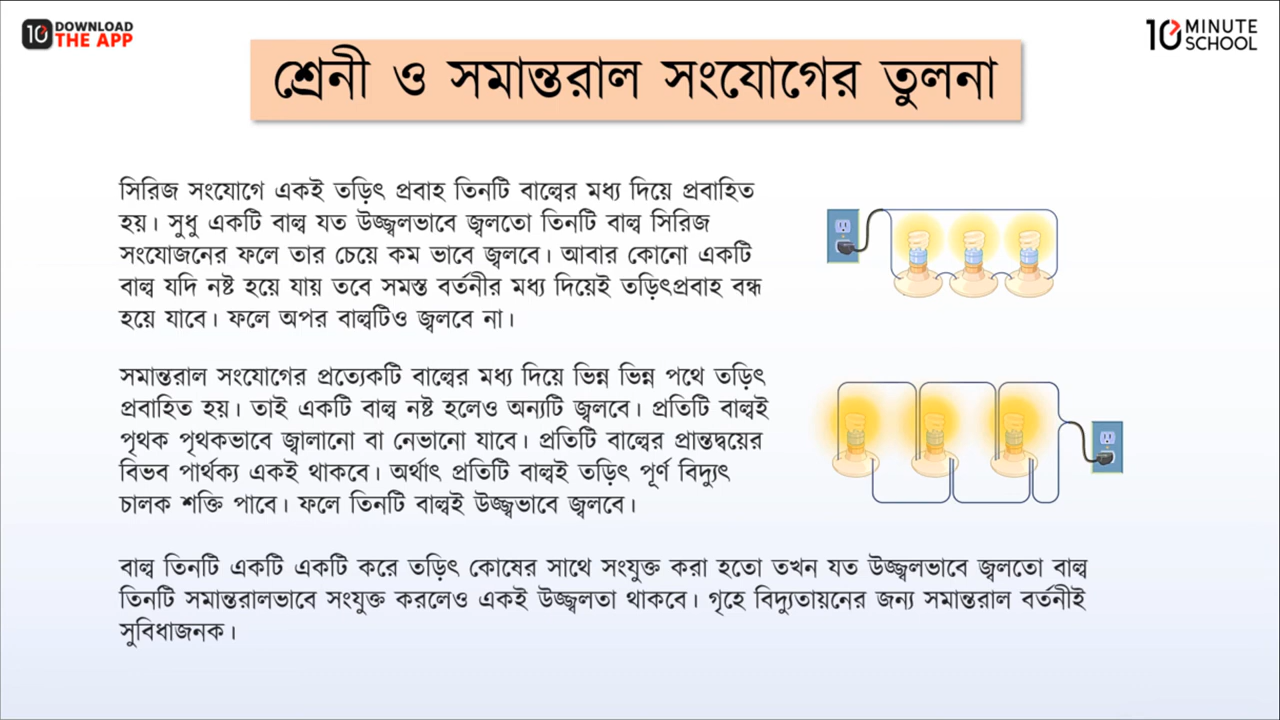 10 DOWNLOAD
THE APP
10 MINUTE
SCHOOL
শ্রেনী ও সমান্তরাল সংযোগের তুলনা
সিরিজ সংযোগে একই তড়িৎ প্রবাহ তিনটি বাল্বের মধ্য দিয়ে প্রবাহিত
হয়। সুধু একটি বাল্ব যত উজ্জ্বলভাবে জ্বলতো তিনটি বাল্ব সিরিজ
সংযোজনের ফলে তার চেয়ে কম ভাবে জ্বলবে। আবার কোনো একটি
বাল্ব যদি নষ্ট হয়ে যায় তবে সমস্ত বর্তনীর মধ্য দিয়েই তড়িৎপ্রবাহ বন্ধ
হয়ে যাবে। ফলে অপর বাল্বটিও জ্বলবে না।
সমান্তরাল সংযোগের প্রত্যেকটি বাল্বের মধ্য দিয়ে ভিন্ন ভিন্ন পথে তড়িৎ
প্রবাহিত হয়। তাই একটি বাল্ব নষ্ট হলেও অন্যটি জ্বলবে। প্রতিটি বাল্বই
পৃথক পৃথকভাবে জ্বালানো বা নেভানো যাবে। প্রতিটি বাল্বের প্রান্তদ্বয়ের
বিভব পার্থক্য একই থাকবে। অর্থাৎ প্রতিটি বাল্বই তড়িৎ পূর্ণ বিদ্যুৎ
চালক শক্তি পাবে। ফলে তিনটি বাল্বই উজ্জ্বভাবে জ্বলবে।
বাল্ব তিনটি একটি একটি করে তড়িৎ কোষের সাথে সংযুক্ত করা হতো তখন যত উজ্জ্বলভাবে জ্বলতো বাল্ব
তিনটি সমান্তরালভাবে সংযুক্ত করলেও একই উজ্জ্বলতা থাকবে। গৃহে বিদ্যুতায়নের জন্য সমান্তরাল বর্তনীই
সুবিধাজনক।